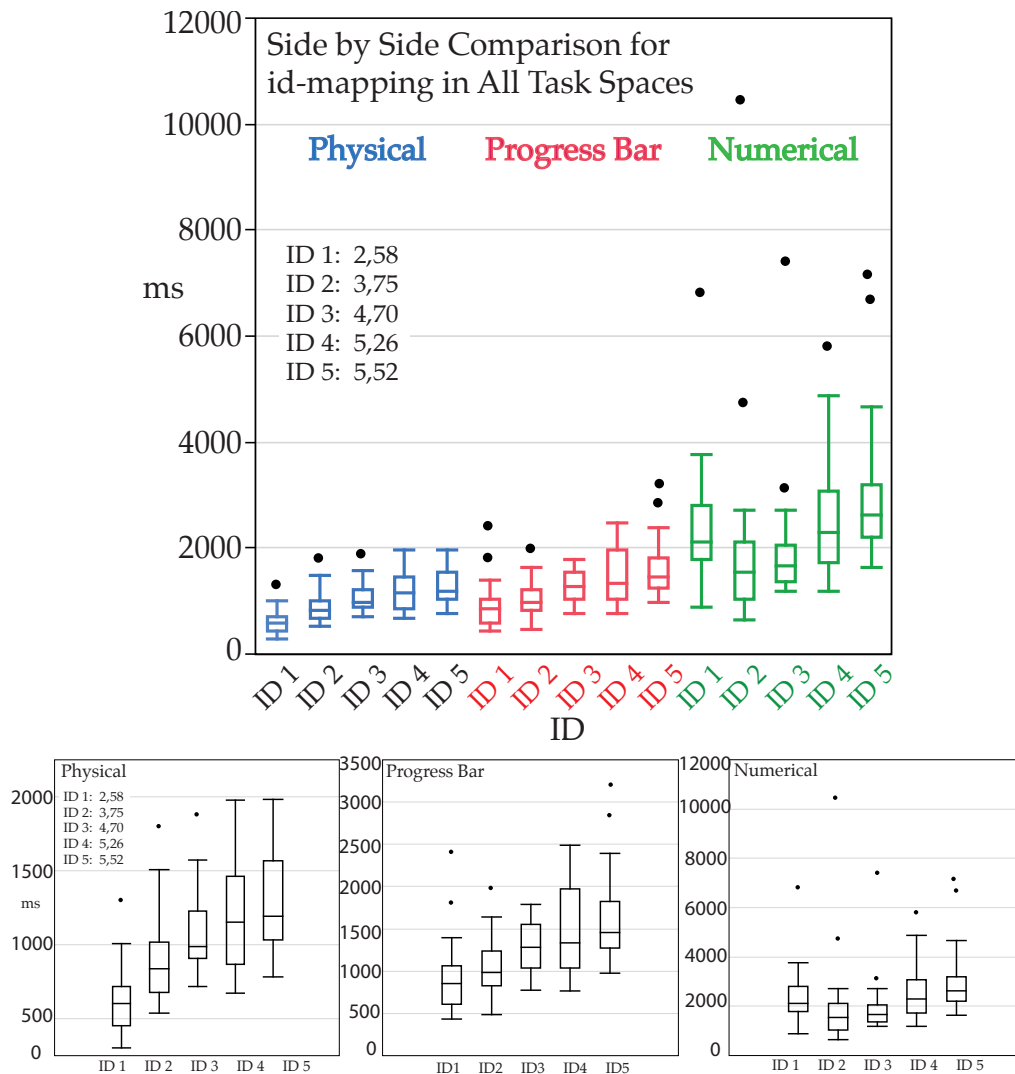 12000
Side by Side Comparison for
id-mapping in All Task Spaces
10000
Physical Progress Bar Numerical
8000
ID 1: 2,58
ID 2: 3,75
ms
ID 3: 4,70
6000
ID 4: 5,26
ID 5: 5,52
4000
2000
0
ID 1 ID 2 ID 3 ID 4 ID 5 ID 1 ID 2 ID 3 ID 4 ID 5 ID 1 ID 2 ID 3 ID 4 ID 5
ID
Physical
2000
ID 1: 2,58
ID 2: 3,75
ID 3: 4,70
ID 4: 5,26
ID 5: 5,52
1500
ms
1000
500
0
ID 1 ID 2 ID 3 ID 4 ID 5
3500
Progress Bar
3000
2500
2000
1500
1000
500
0
ID1 ID2 ID3 ID4 ID5
12000
Numerical
10000
8000
6000
4000
2000
0
ID 1 ID 2 ID 3 ID 4 ID 5